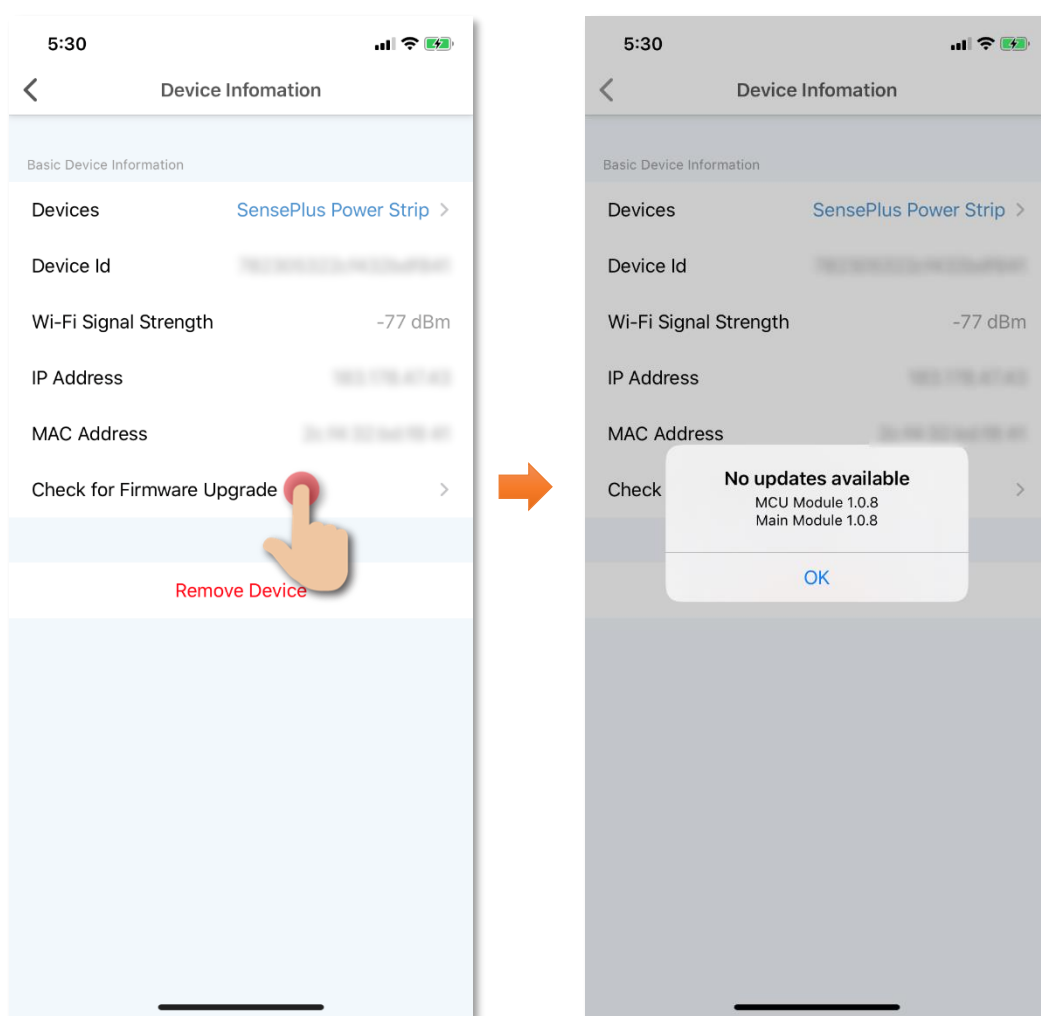 5:30
Device Infomation
Basic Device Information
Devices SensePlus Power Strip
Device Id
Wi-Fi Signal Strength -77 dBm
IP Address
MAC Address
Check for Firmware Upgrade
Remove Device
5:30
Device Infomation
Basic Device Information
Devices SensePlus Power Strip
Device Id
Wi-Fi Signal Strength -77 dBm
IP Address
MAC Address
Check
No updates available
MCU Module 1.0.8
Main Module 1.0.8
OK